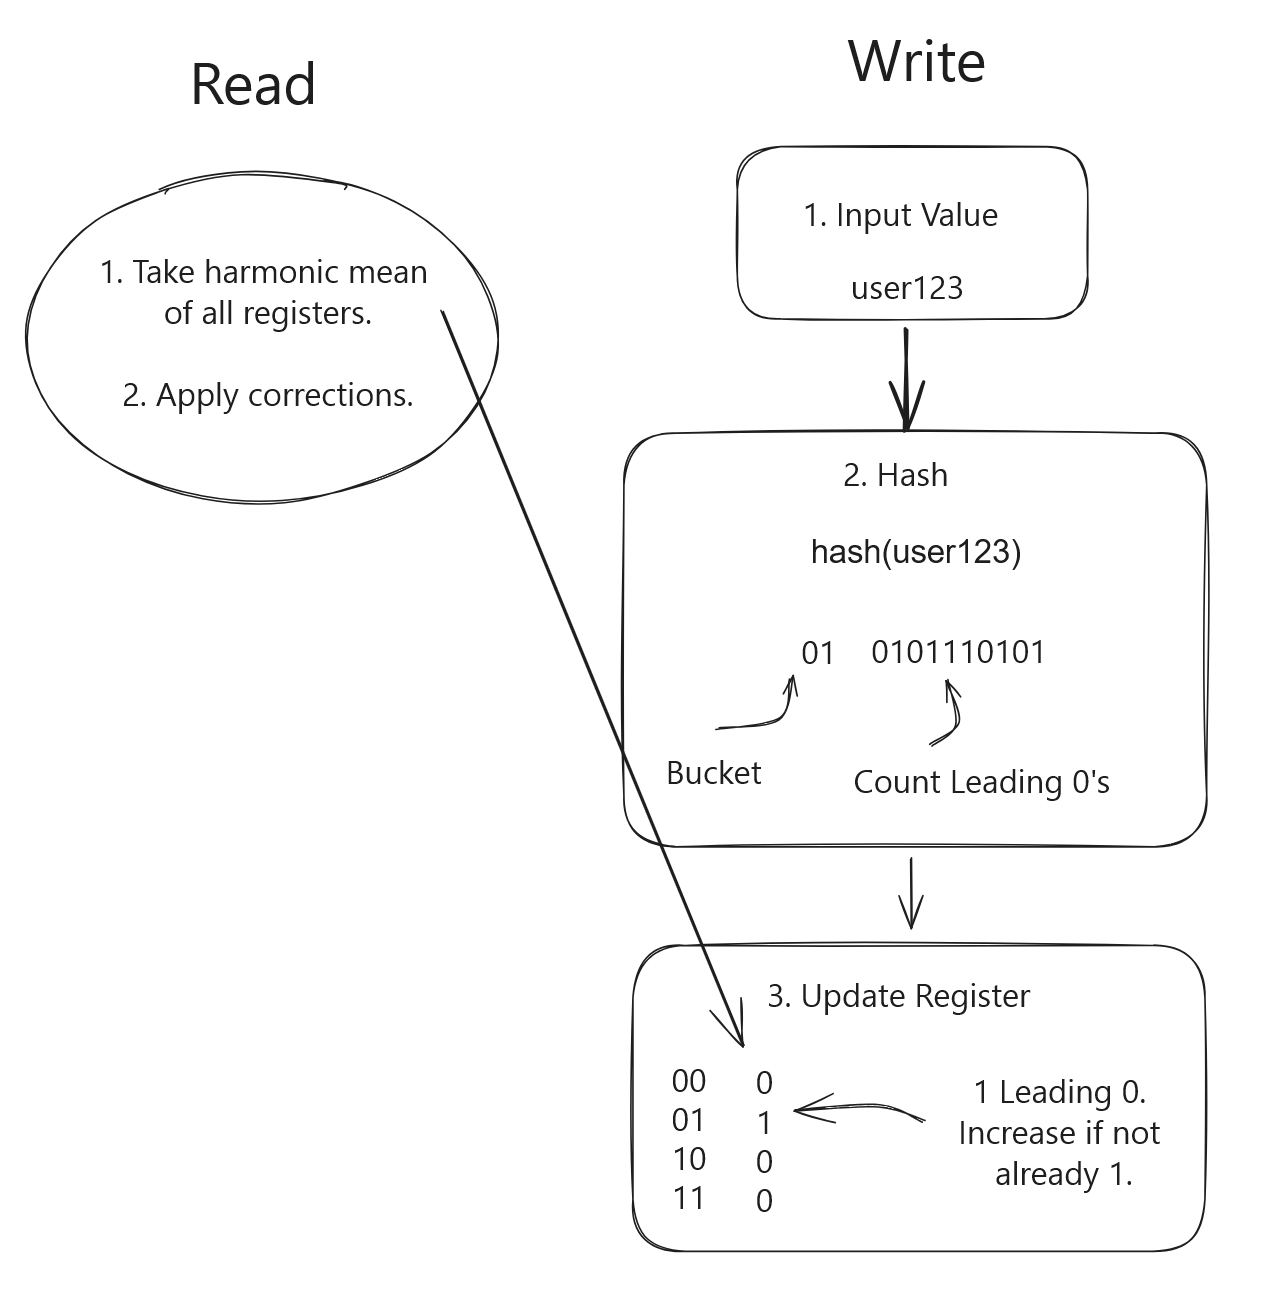 Read
1. Take harmonic mean
of all registers.
2. Apply corrections.
Write
1. Input Value
user123
2. Hash
hash(user123)
01 0101110101
Bucket
Count Leading 0's
3. Update Register
00 0
01 1
10 0
11 0
1 Leading 0.
Increase if not
already 1.